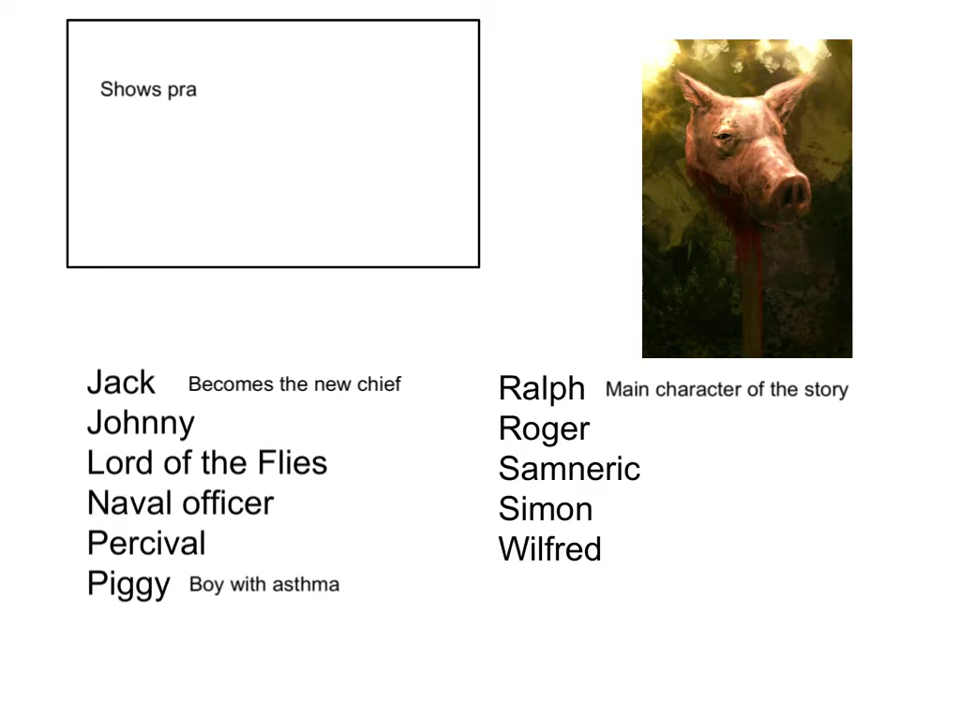 Shows pra
Jack Becomes the new chief
Johnny
Lord of the Flies
Naval officer
Percival
Piggy Boy with asthma
Ralph Main character of the story
Roger
Samneric
Simon
Wilfred